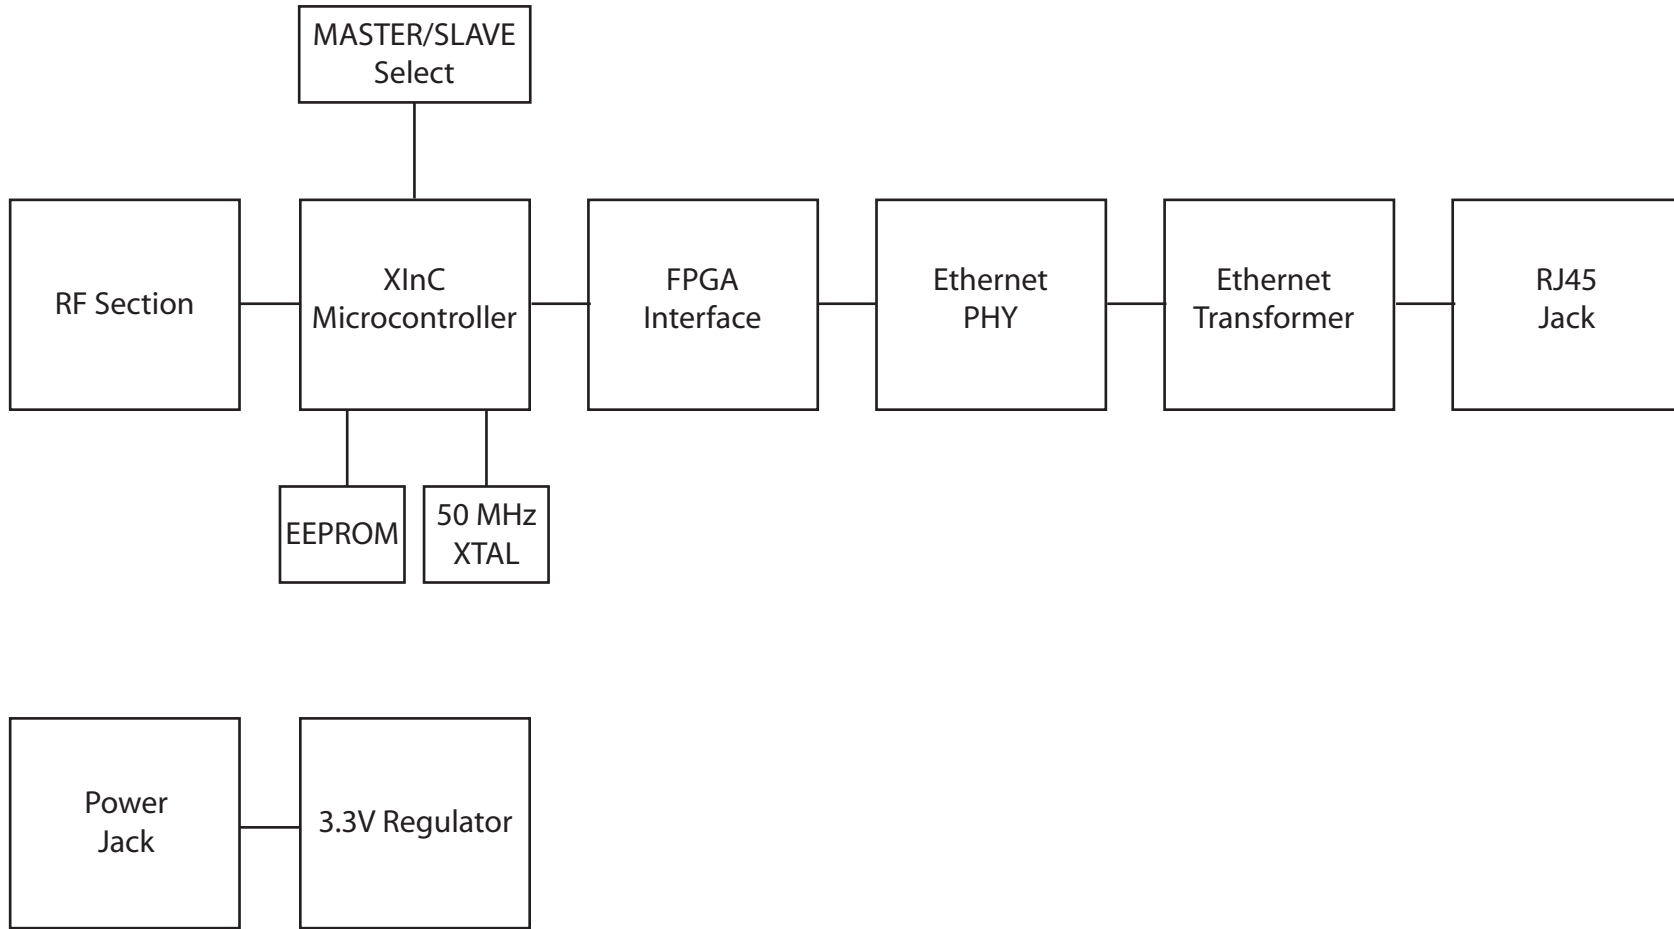 MASTER/SLAVE
Select
RF Section
XInC
Microcontroller
FPGA
Interface
Ethernet
PHY
Ethernet
Transformer
RJ45
Jack
EEPROM
50 MHz
XTAL
Power
Jack
3.3V Regulator